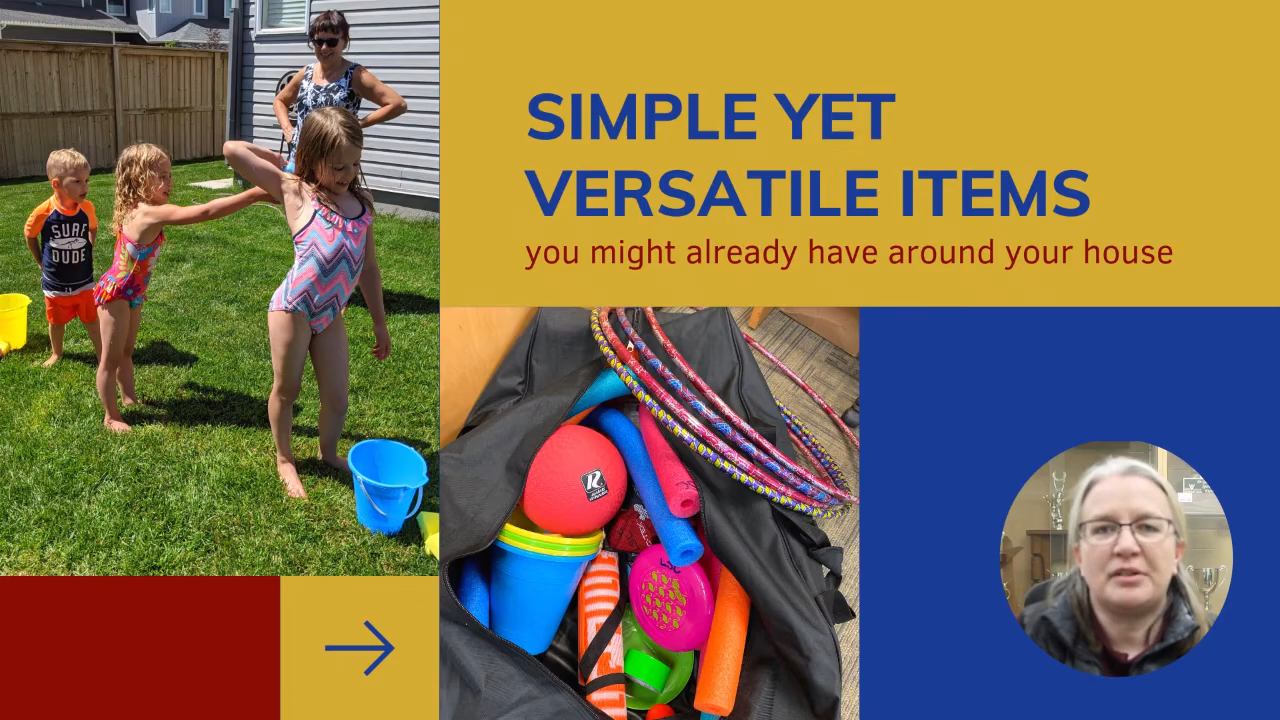 SIMPLE YET
VERSATILE ITEMS
you might already have around your house
SURF
DUDE
R